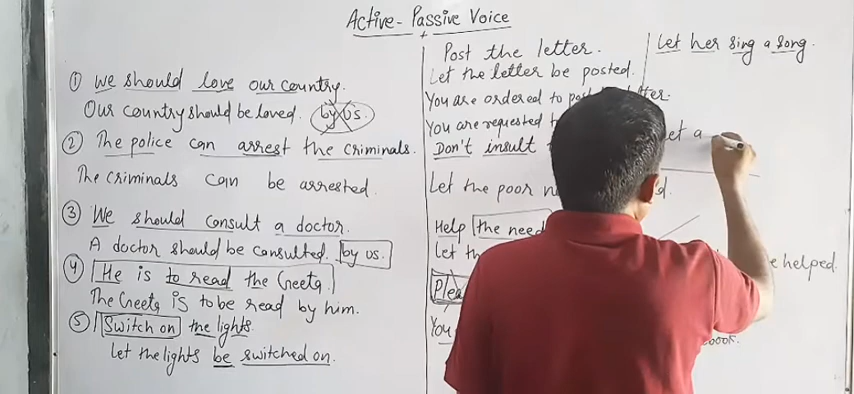 Active-Passive Voice
① We should love our country.
Our country should be loved. by us.
② The police can arrest the criminals.
The criminals can be arrested.
③ We should consult a doctor.
A doctor should be consulted. by us.
④ He is to read the Geeta.
The Geeta is to be read by him.
⑤ Switch on the lights.
Let the lights be switched on.
Post the letter.
Let the letter be posted.
You are ordered to
You are requested
Don't insult
Let the poor
Help the
Let
helped.
You
Let her sing a song.
Let a